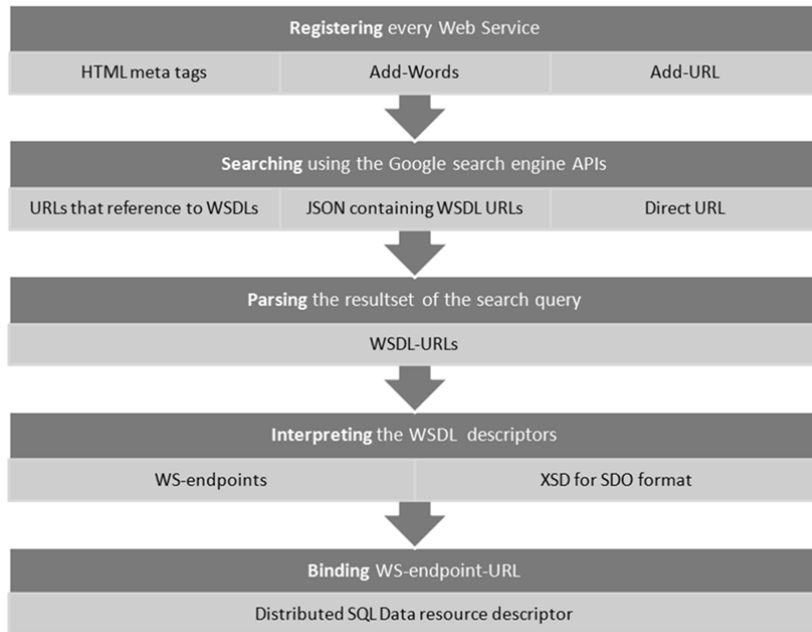 Registering every Web Service
HTML meta tags
Add-Words
Add-URL
Searching using the Google search engine APIs
URLs that reference to WSDLs
JSON containing WSDL URLs
Direct URL
Parsing the resultset of the search query
WSDL-URLs
Interpreting the WSDL descriptors
WS-endpoints
XSD for SDO format
Binding WS-endpoint-URL
Distributed SQL Data resource descriptor